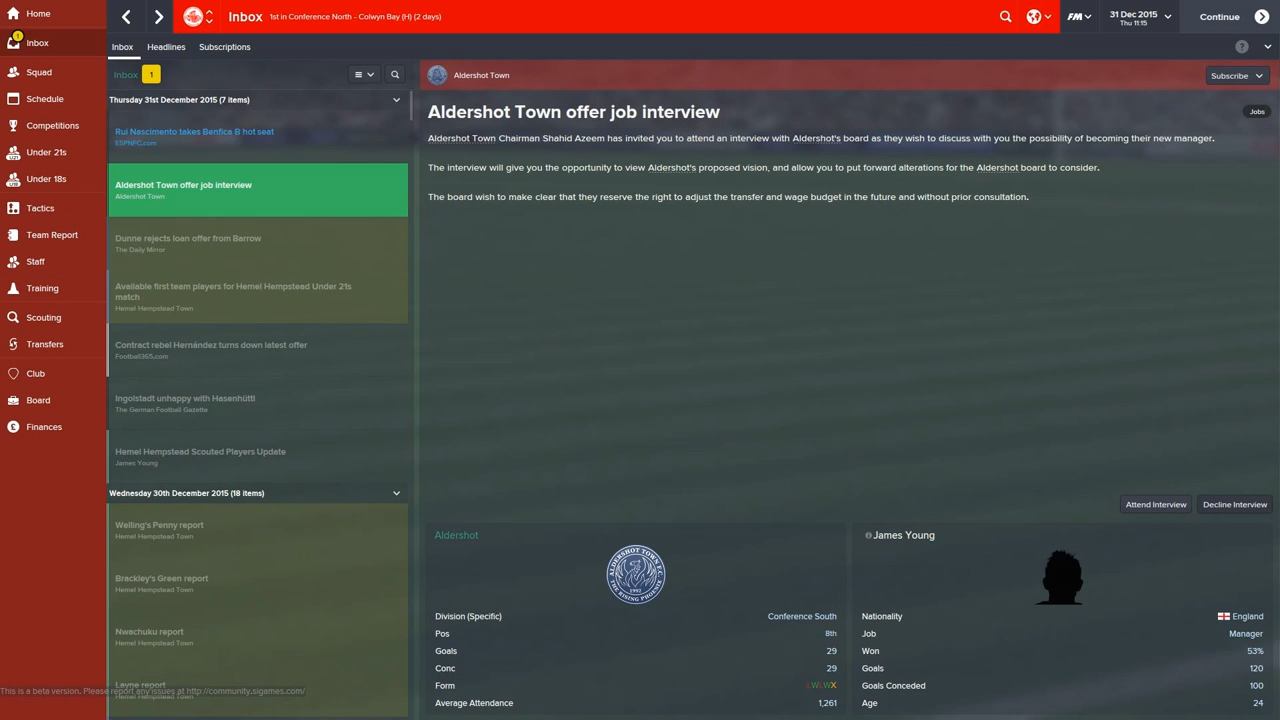 Home
Inbox
1st in Conference North - Colwyn Bay (H) (2 days)
FM
31 Dec 2015
Thu 11:15
Continue
1
Inbox
Squad
Schedule
Competitions
Under 21s
Under 18s
Tactics
Team Report
Staff
Training
Scouting
Transfers
Club
Board
Finances
Inbox
Headlines
Subscriptions
?
Inbox
1
Thursday 31st December 2015 (7 items)
Rui Nascimento takes Benfica B hot seat
ESPNFC.com
Aldershot Town offer job interview
Aldershot Town
Dunne rejects loan offer from Barrow
The Daily Mirror
Available first team players for Hemel Hempstead Under 21s
match
Hemel Hempstead Town
Contract rebel Hernández turns down latest offer
Football365.com
Ingolstadt unhappy with Hasenhüttl
The German Football Gazette
Hemel Hempstead Scouted Players Update
James Young
Wednesday 30th December 2015 (18 items)
Welling's Penny report
Hemel Hempstead Town
Brackley's Green report
Hemel Hempstead Town
Nwachuku report
Hemel Hempstead Town
Layne report
Hemel Hempstead Town
This is a beta version. Please report any issues at http://community.sigames.com/
Aldershot Town
Subscribe
Aldershot Town offer job interview
Jobs
Aldershot Town Chairman Shahid Azeem has invited you to attend an interview with Aldershot's board as they wish to discuss with you the possibility of becoming their new manager.
The interview will give you the opportunity to view Aldershot's proposed vision, and allow you to put forward alterations for the Aldershot board to consider.
The board wish to make clear that they reserve the right to adjust the transfer and wage budget in the future and without prior consultation.
Attend Interview
Decline Interview
Aldershot
ALDERSHOT TOWN F.C.
1992
THE RISING PHOENIX
Division (Specific) Conference South
Pos 8th
Goals 29
Conc 29
Form LWLWX
Average Attendance 1,261
James Young
Nationality England
Job Manager
Won 53%
Goals 120
Goals Conceded 100
Age 24